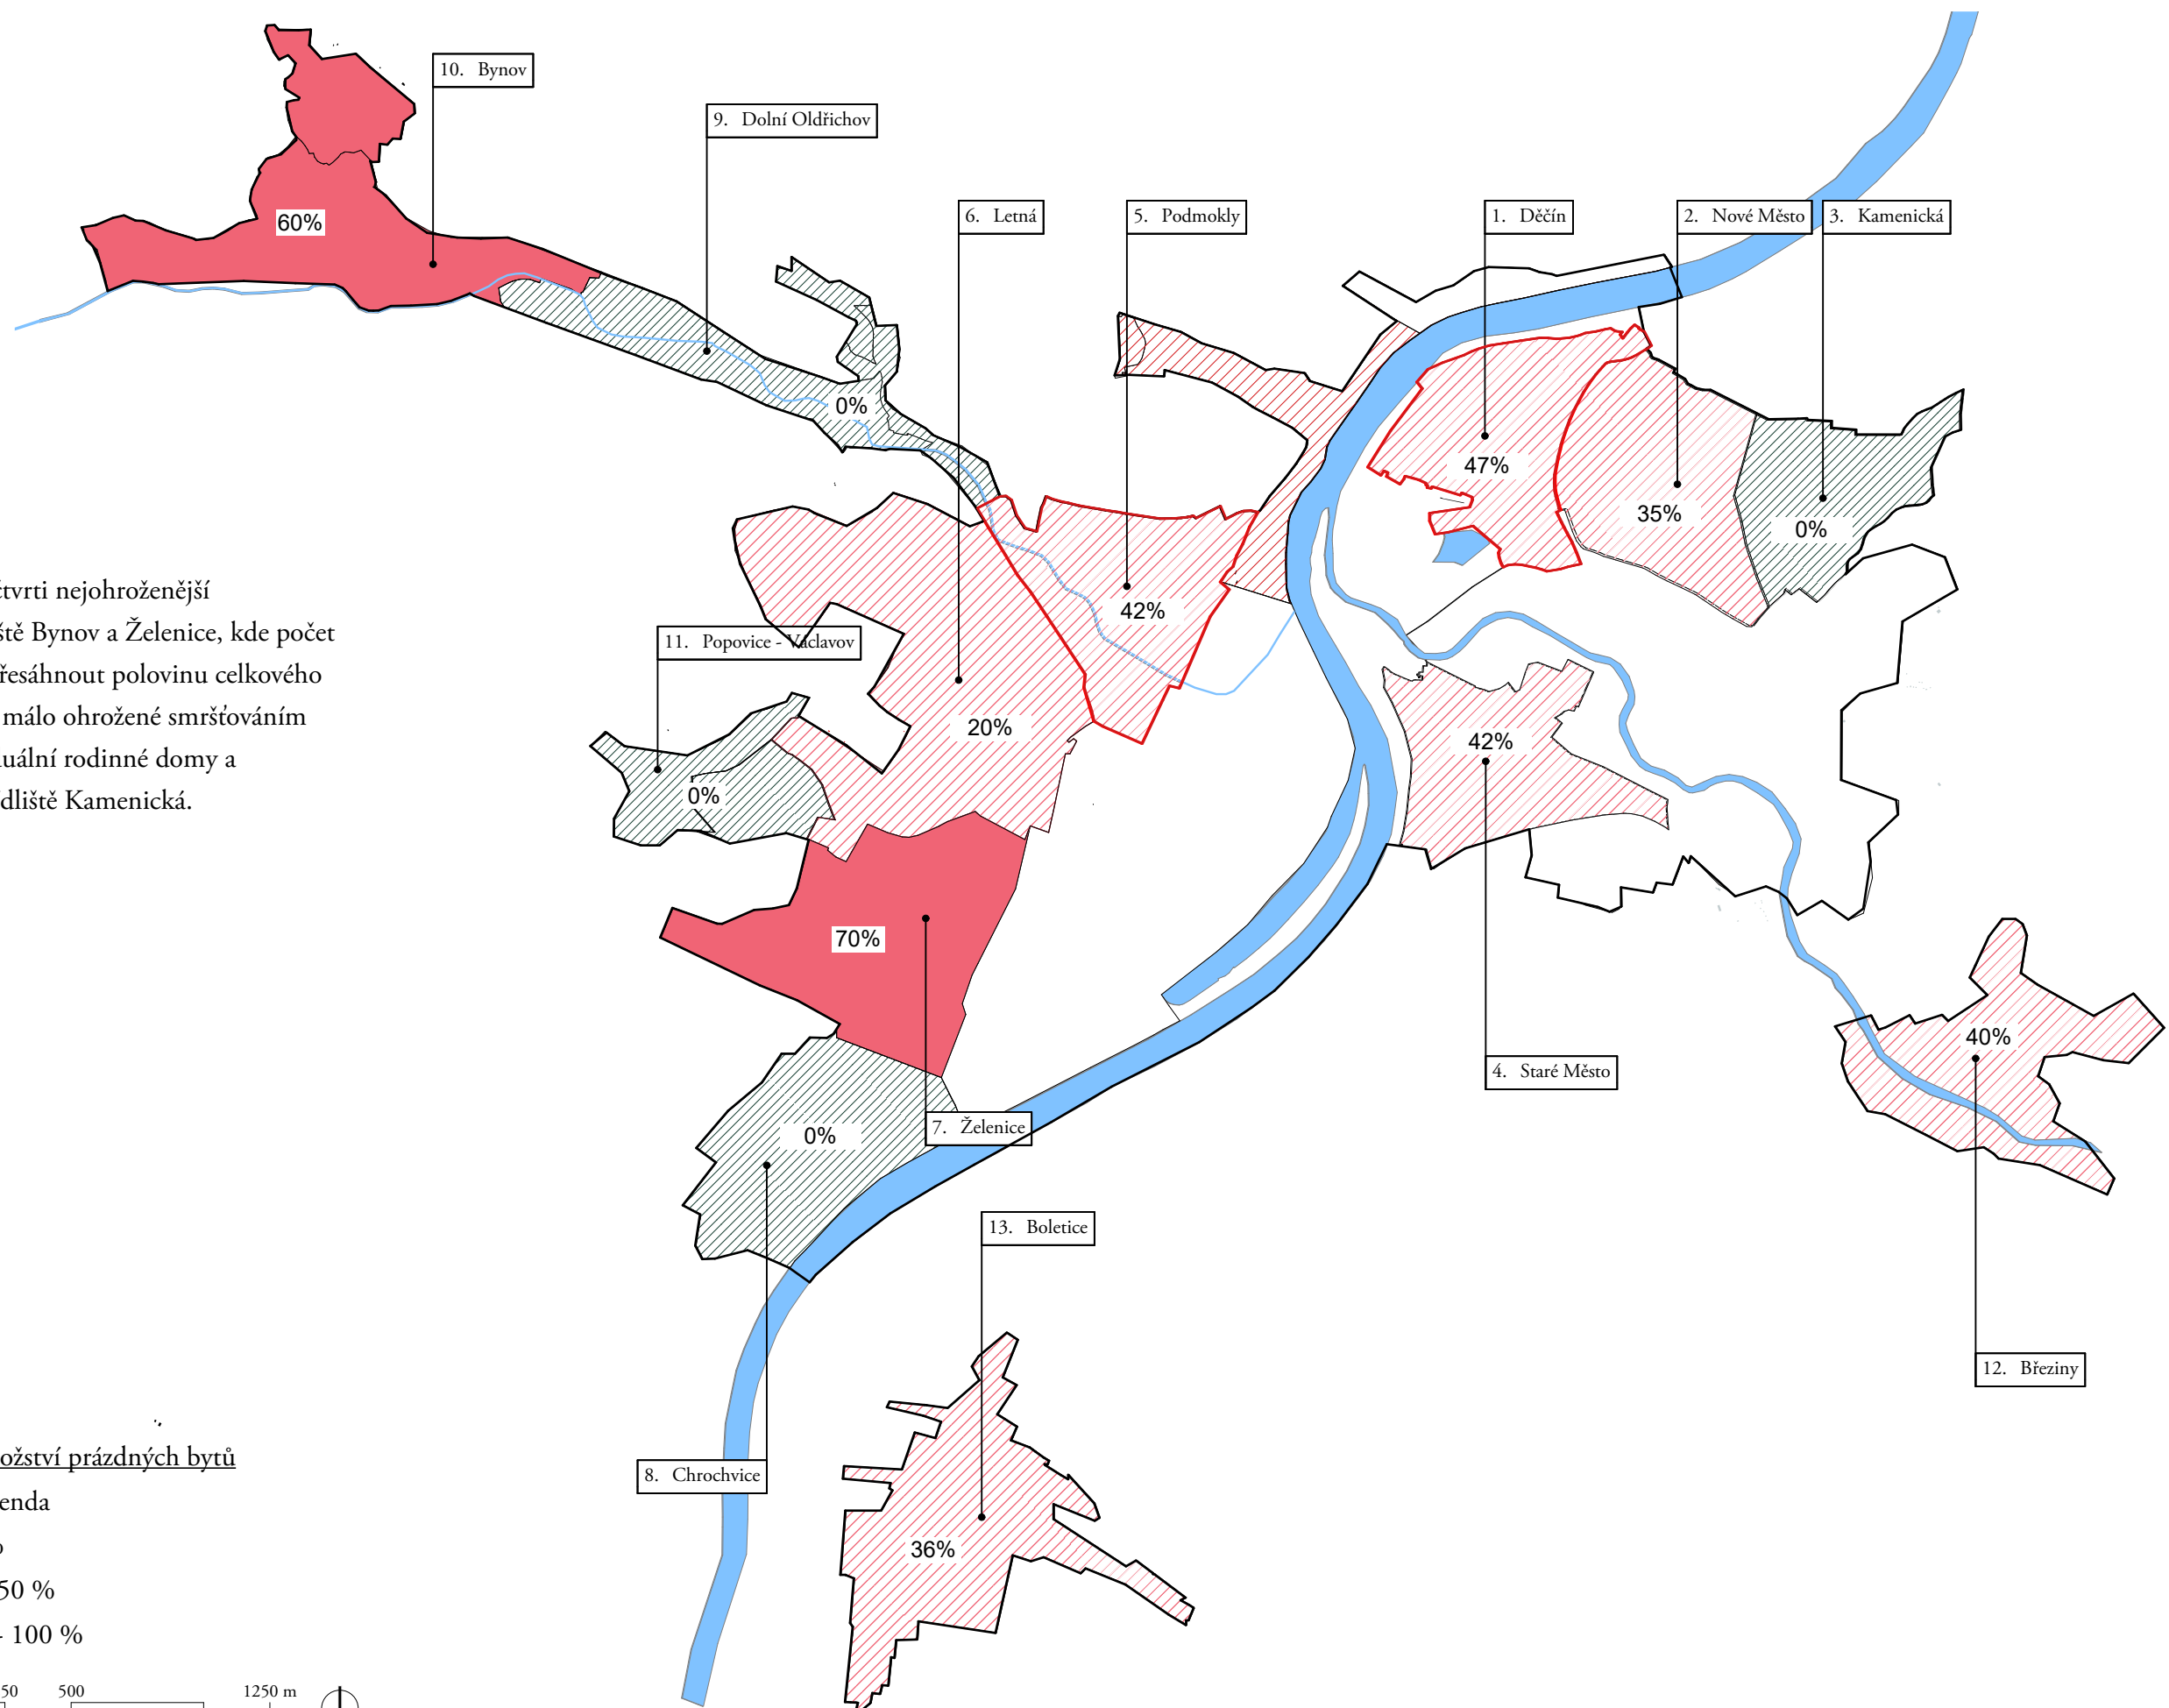 10. Bynov
9. Dolní Oldřichov
6. Letná
5. Podmokly
1. Děčín
2. Nové Město
3. Kamenická
60%
0%
47%
35%
0%
čtvrti nejohroženější
ště Bynov a Želenice, kde počet
řesáhnout polovinu celkového
málo ohrožené smršťováním
uální rodinné domy a
dliště Kamenická.
42%
11. Popovice - Václavov
20%
42%
0%
70%
40%
4. Staré Město
7. Želenice
0%
13. Boletice
12. Březiny
ožství prázdných bytů
enda
50 %
- 100 %
8. Chrochvice
36%
50 500 1250 m